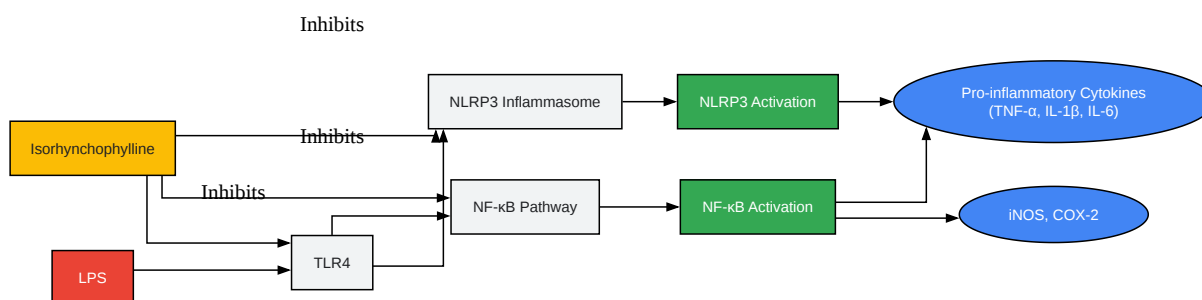 Inhibits
NLRP3 Inflammasome
NLRP3 Activation
Pro-inflammatory Cytokines
(TNF-α, IL-1β, IL-6)
Inhibits
Isorhynchophylline
Inhibits
NF-κB Pathway
NF-κB Activation
iNOS, COX-2
TLR4
LPS